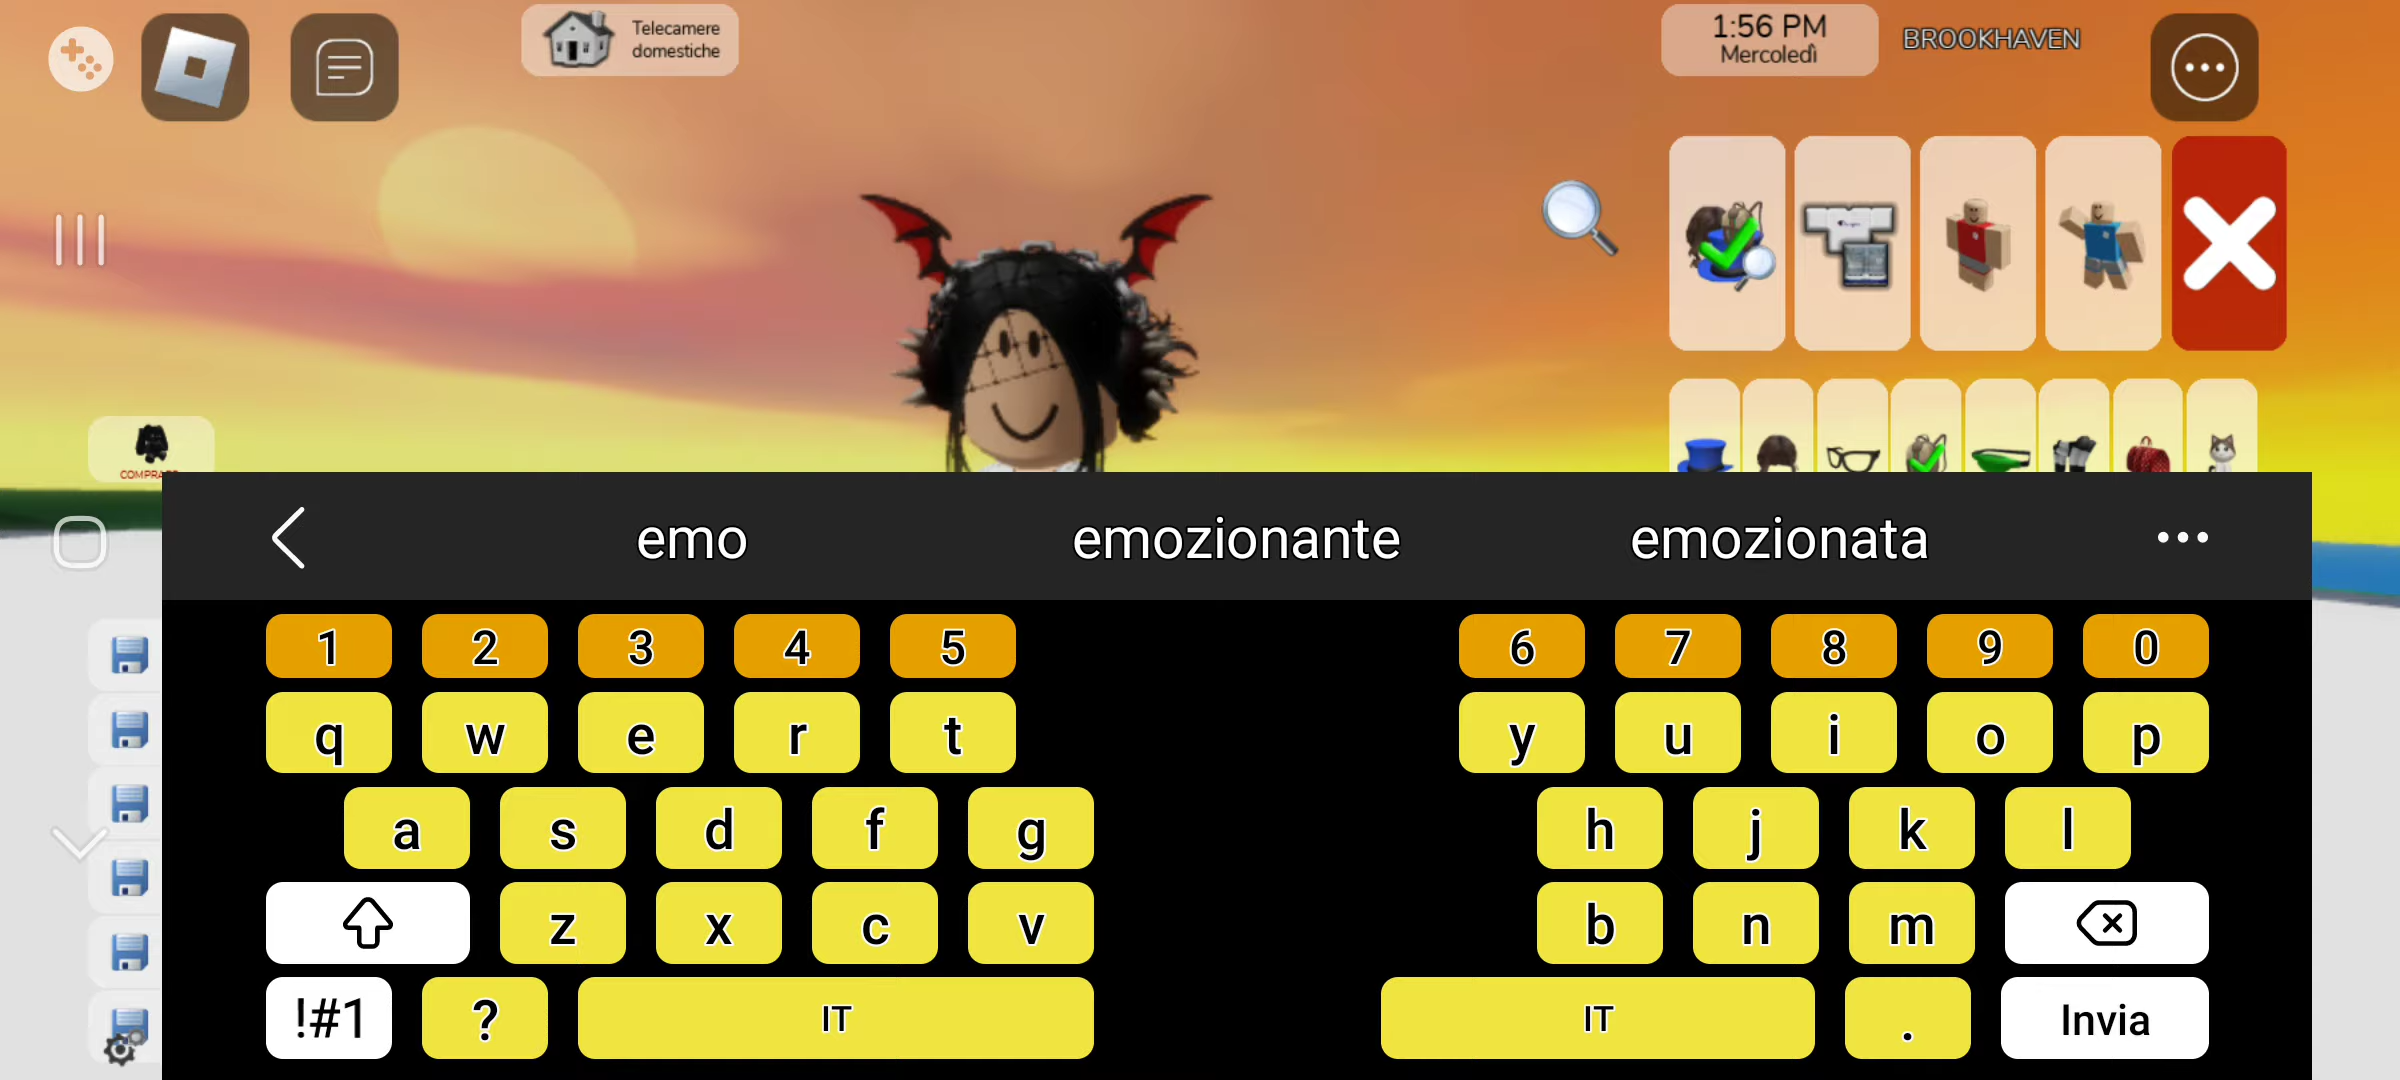 Telecamere
domestiche
1:56 PM
Mercoledì
BROOKHAVEN
emo emozionante emozionata
1 2 3 4 5 6 7 8 9 0
q w e r t y u i o p
a s d f g h j k l
z x c v b n m
!#1 ? IT IT . Invia